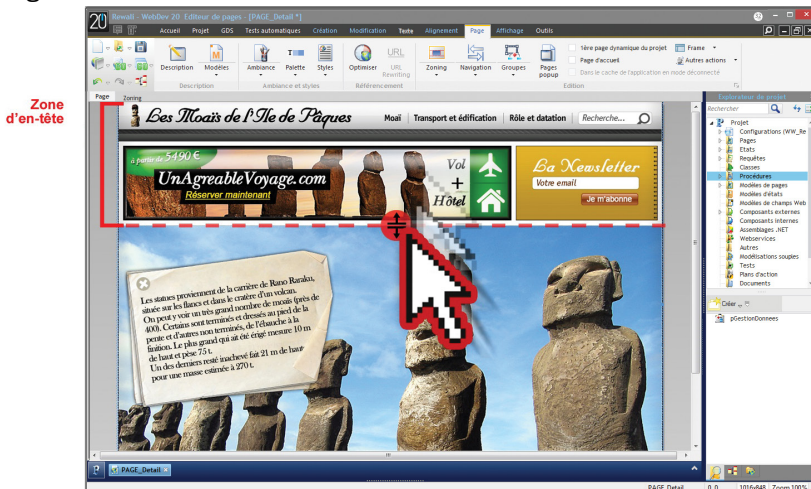 Rewall - WebDev 20 Editeur de pages - [PAGE_Detail *]
20
Accueil Projet GDS Tests automatiques Création Modification Texte Alignement Page Affichage Outils
Description Modèles Ambiance Palette Styles Optimiser URL Rewriting Zoning Navigation Groupes Pages popup
1ère page dynamique du projet
Page d'accueil
Dans le cache de l'application en mode déconnecté
Frame
Autres actions
Description Ambiance et styles Référencement Edition
Page Zoning
Zone
d'en-tête
Les Moaïs de l'Ile de Pâques
Moaï Transport et édification Rôle et datation Recherche...
à partir de 5490 €
UnAgreableVoyage.com
Réserver maintenant
Vol
+
Hôtel
La Newsletter
Votre email
Je m'abonne
Les statues proviennent de la carrière de Rano Raraku,
située sur les flancs et dans le cratère d'un volcan.
On peut y voir un très grand nombre de moaïs (près de
400). Certains sont terminés et dressés au pied de la
pente et d'autres non terminés, de l'ébauche à la
finition. Le plus grand qui ait été érigé mesure 10 m
de haut et pèse 75 t.
Un des derniers resté inachevé fait 21 m de haut
pour une masse estimée à 270 t.
Explorateur de projet
Rechercher
Projet
Configurations (WW_Re
Pages
Etats
Requêtes
Classes
Procédures
Modèles de pages
Modèles d'états
Modèles de champs Web
Composants externes
Composants internes
Assemblages .NET
Webservices
Autres
Modélisations souples
Tests
Plans d'action
Documents
Créer ...
pGestionDonnees
PAGE_Detail
PAGE_Detail 0, 0 1016x848 Zoom 100%